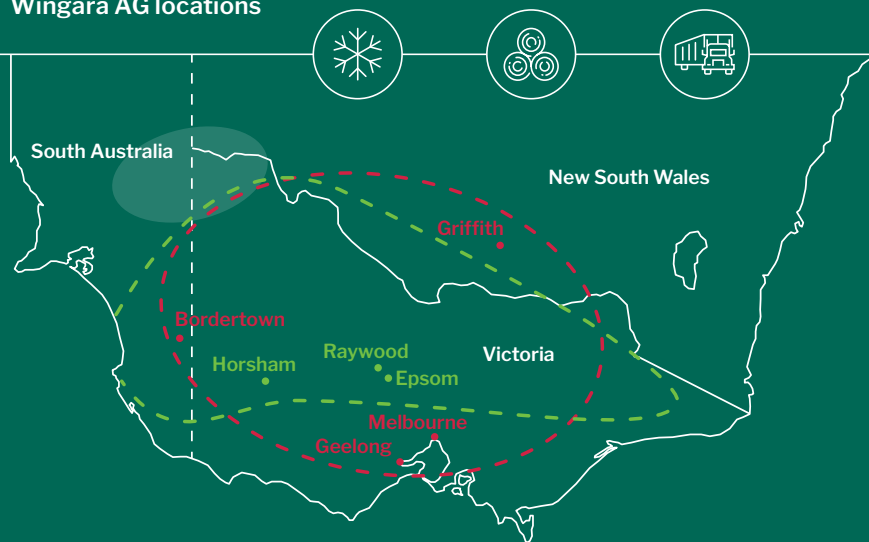 Wingara AG locations
South Australia
New South Wales
Griffith
Bordertown
Raywood
Victoria
Horsham
Epsom
Melbourne
Geelong